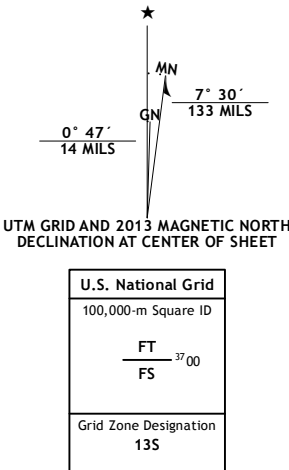 ★
MN
7° 30´
133 MILS
GN
0° 47´
14 MILS
UTM GRID AND 2013 MAGNETIC NORTH
DECLINATION AT CENTER OF SHEET
U.S. National Grid
100,000-m Square ID
FT
3700
FS
Grid Zone Designation
13S